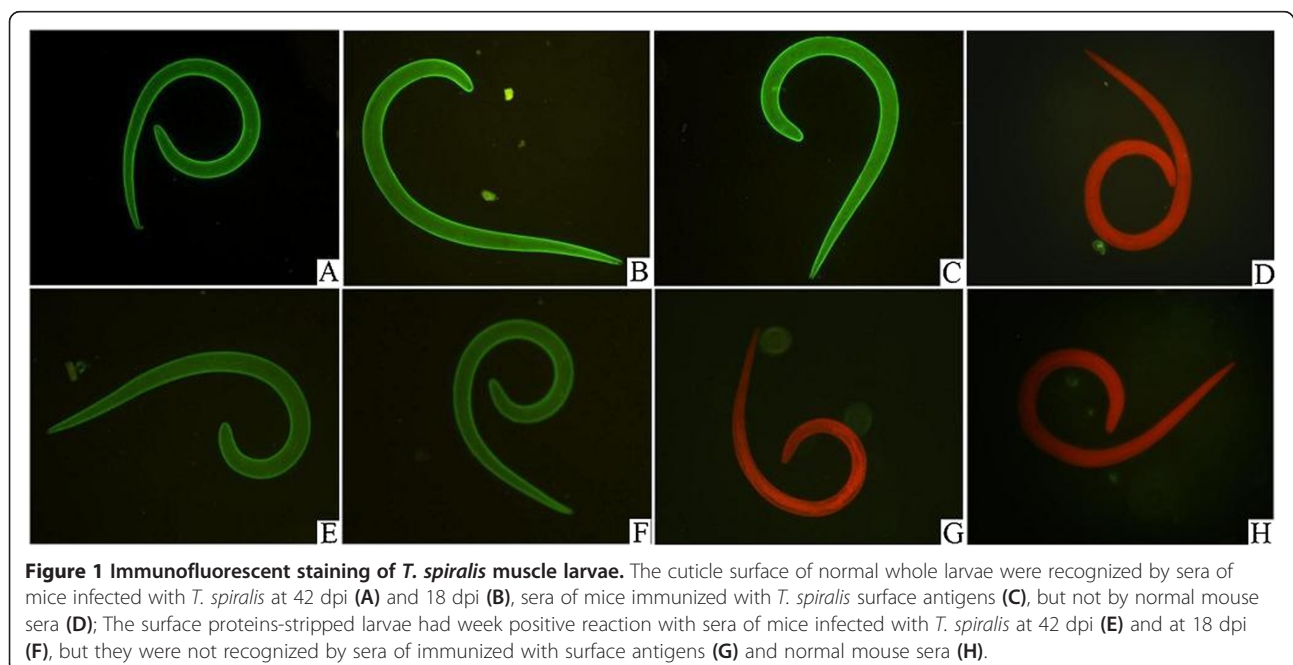 A
B
C
D
E
F
G
H
Figure 1 Immunofluorescent staining of T. spiralis muscle larvae. The cuticle surface of normal whole larvae were recognized by sera of
mice infected with T. spiralis at 42 dpi (A) and 18 dpi (B), sera of mice immunized with T. spiralis surface antigens (C), but not by normal mouse
sera (D); The surface proteins-stripped larvae had week positive reaction with sera of mice infected with T. spiralis at 42 dpi (E) and at 18 dpi
(F), but they were not recognized by sera of immunized with surface antigens (G) and normal mouse sera (H).